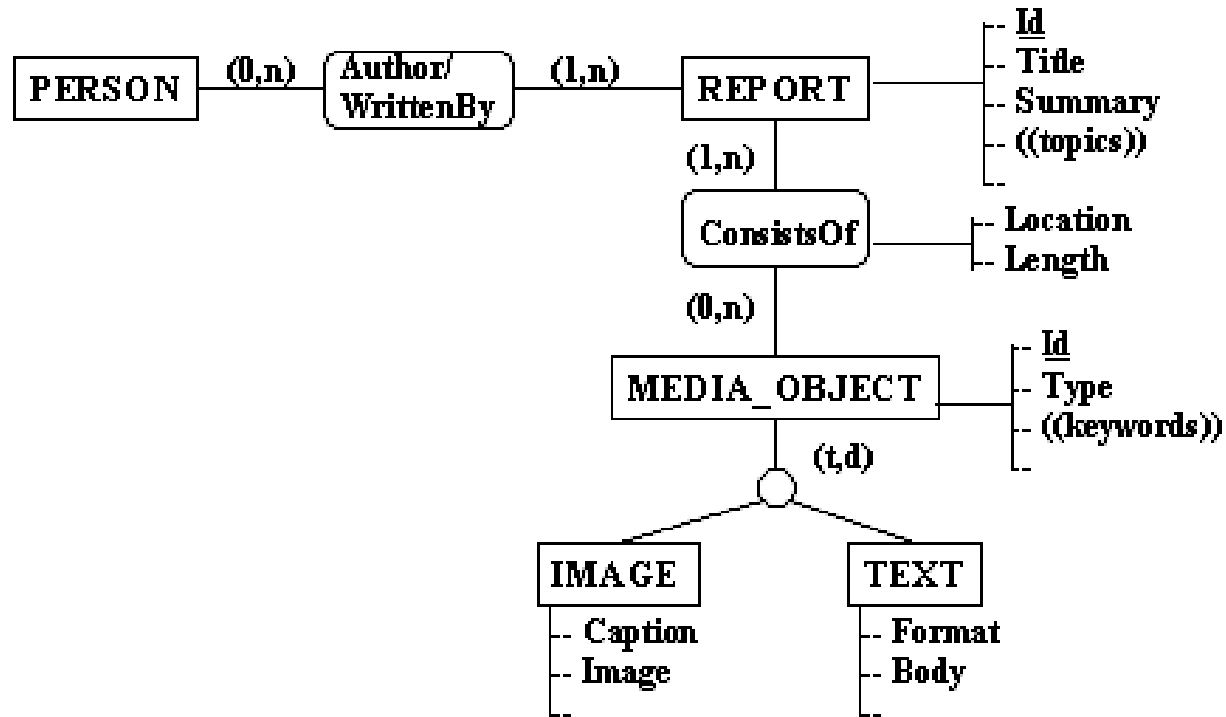 PERSON
(0,n)
Author/
WrittenBy
(1,n)
REPORT
Id
Title
Summary
((topics))
(1,n)
ConsistsOf
Location
Length
(0,n)
MEDIA_OBJECT
Id
Type
((keywords))
(t,d)
IMAGE
Caption
Image
TEXT
Format
Body